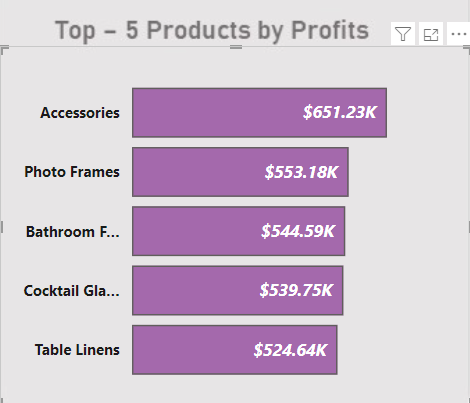 Top – 5 Products by Profits
Accessories $651.23K
Photo Frames $553.18K
Bathroom F... $544.59K
Cocktail Gla... $539.75K
Table Linens $524.64K